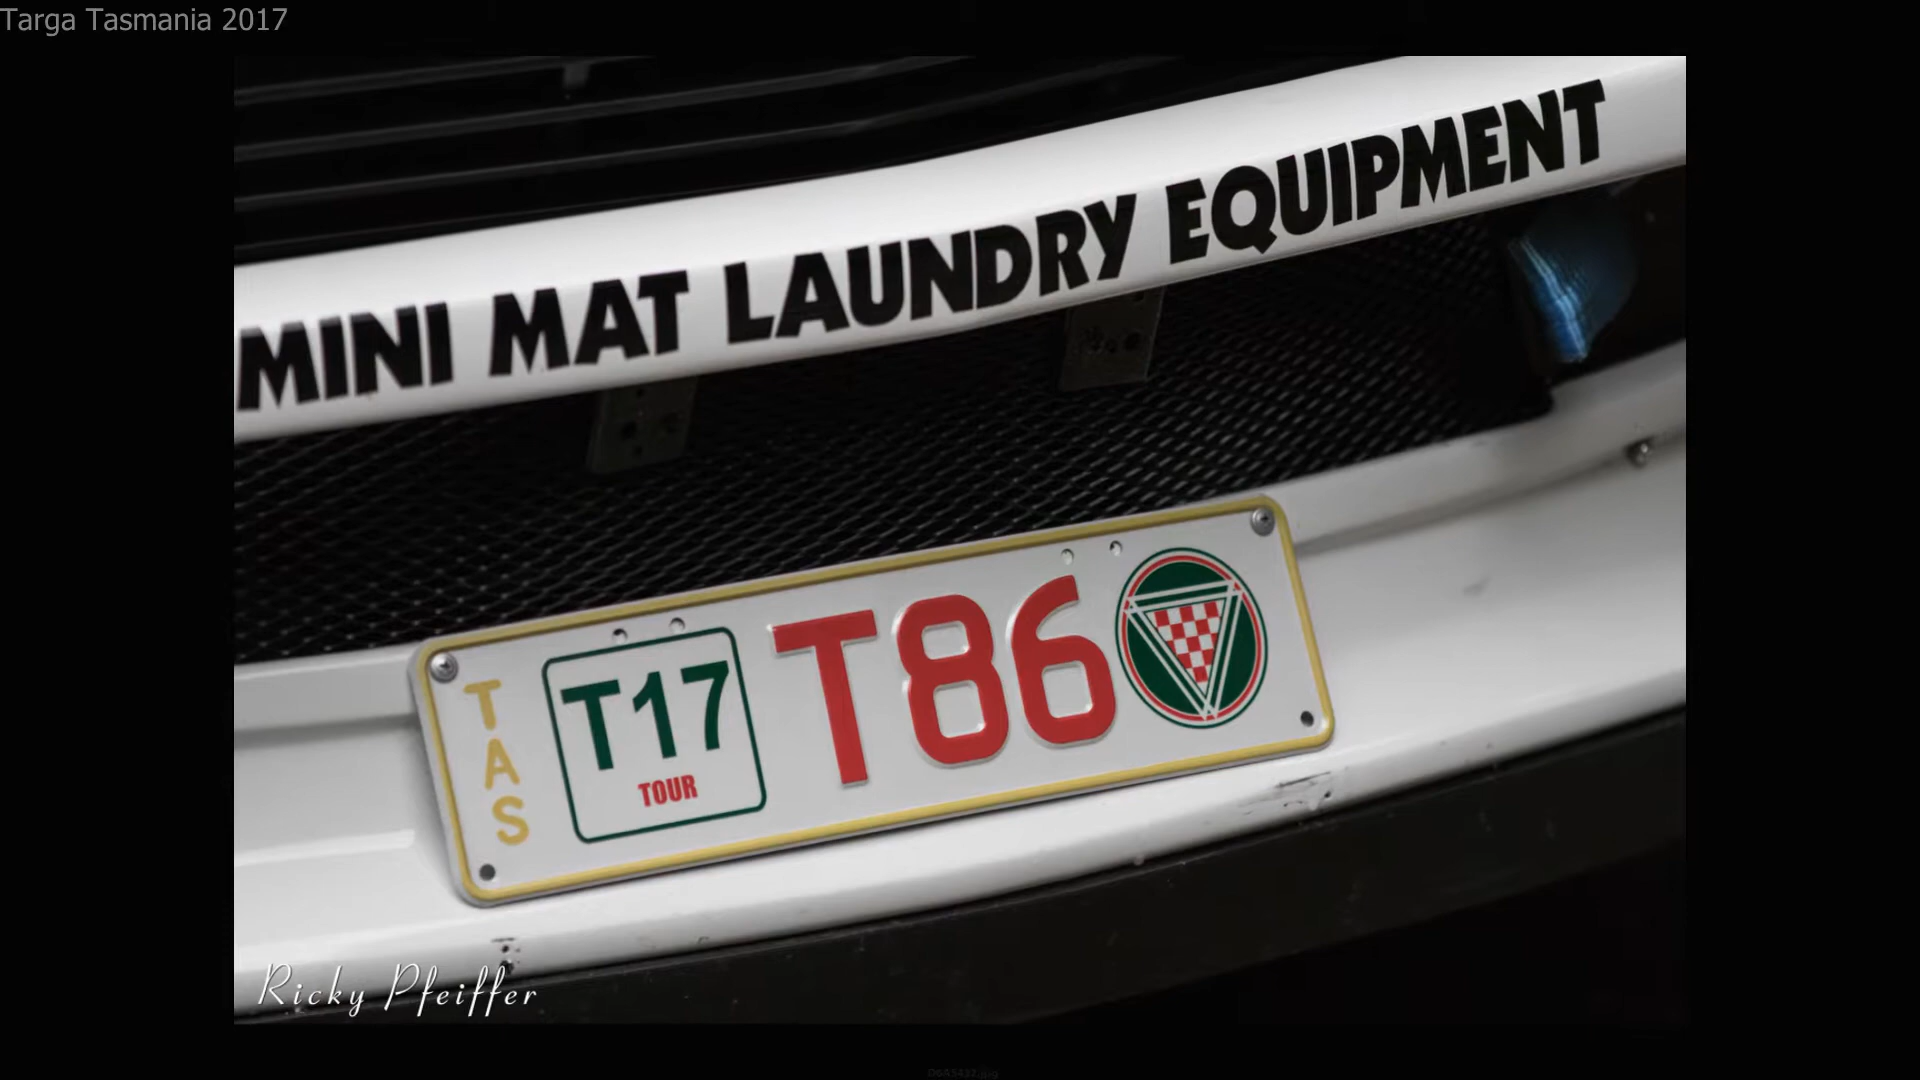 Targa Tasmania 2017
MINI MAT LAUNDRY EQUIPMENT
TAS
T17
TOUR
T86
Ricky Pfeiffer